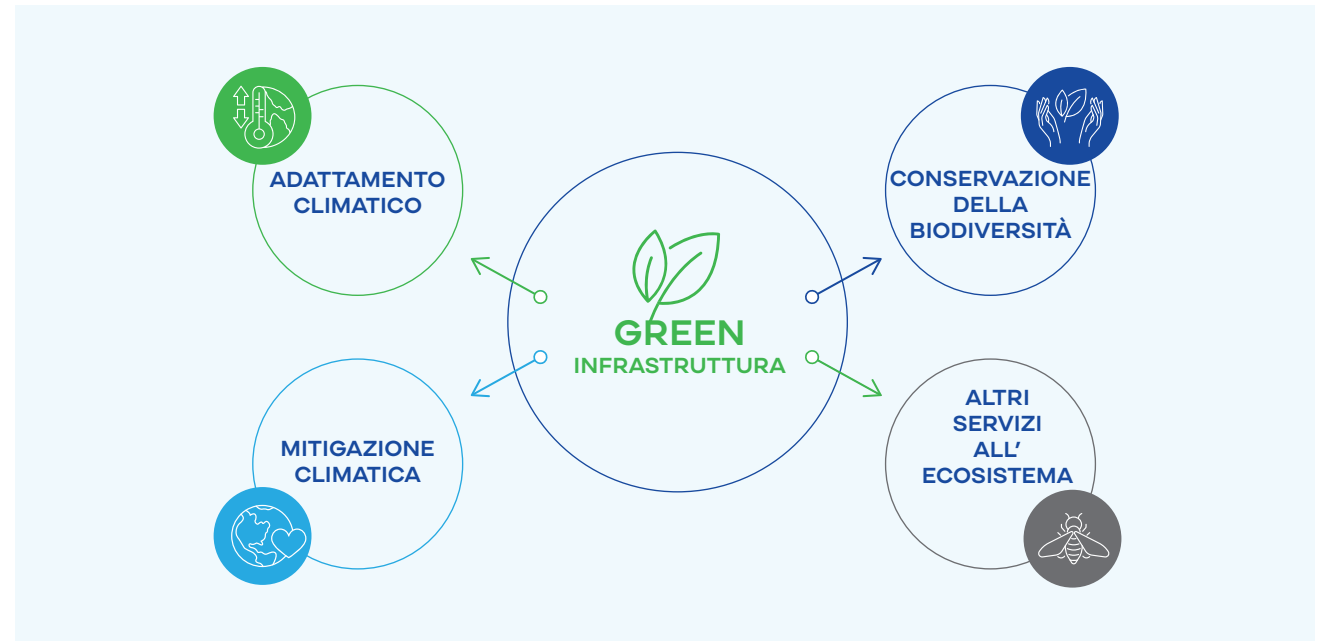 ADATTAMENTO
CLIMATICO
CONSERVAZIONE
DELLA
BIODIVERSITÀ
GREEN
INFRASTRUTTURA
MITIGAZIONE
CLIMATICA
ALTRI
SERVIZI
ALL’
ECOSISTEMA